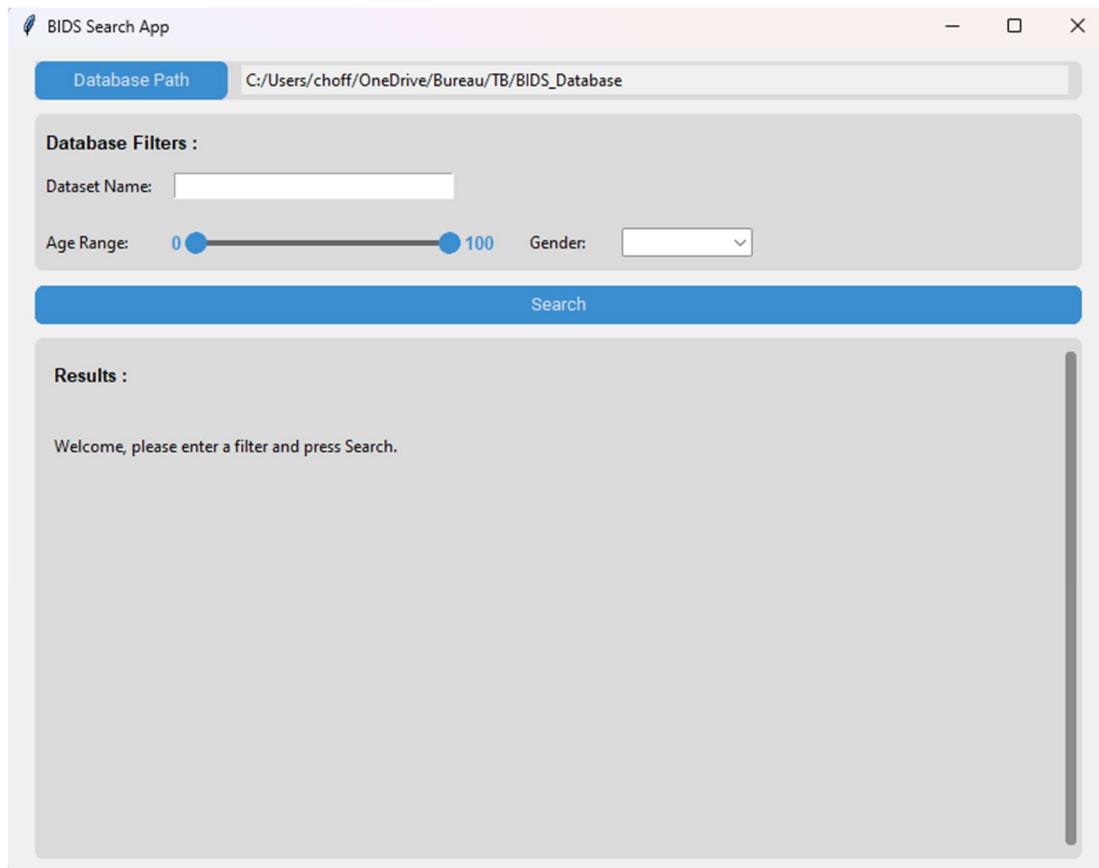 BIDS Search App
Database Path C:/Users/choff/OneDrive/Bureau/TB/BIDS_Database
Database Filters :
Dataset Name:
Age Range: 0 100 Gender:
Search
Results :
Welcome, please enter a filter and press Search.